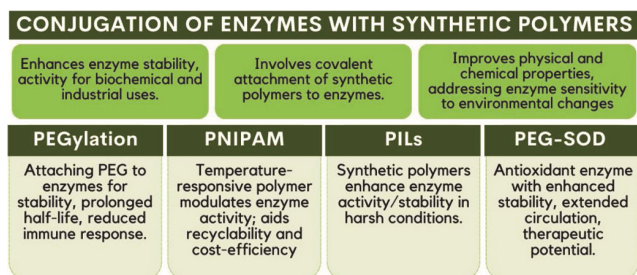 CONJUGATION OF ENZYMES WITH SYNTHETIC POLYMERS
Enhances enzyme stability,
activity for biochemical and
industrial uses.
Involves covalent
attachment of synthetic
polymers to enzymes.
Improves physical and
chemical properties,
addressing enzyme sensitivity
to environmental changes
PEGylation
Attaching PEG to
enzymes for
stability, prolonged
half-life, reduced
immune response.
PNIPAM
Temperature-
responsive polymer
modulates enzyme
activity; aids
recyclability and
cost-efficiency
PILs
Synthetic polymers
enhance enzyme
activity/stability in
harsh conditions.
PEG-SOD
Antioxidant enzyme
with enhanced
stability, extended
circulation,
therapeutic
potential.